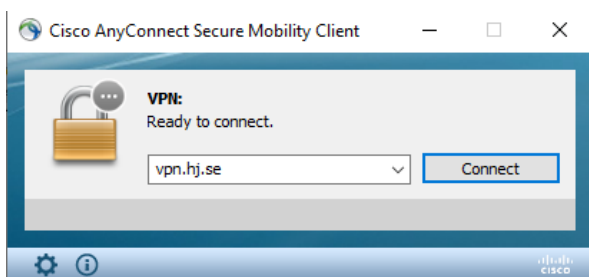 Cisco AnyConnect Secure Mobility Client
VPN:
Ready to connect.
vpn.hj.se
Connect
cisco